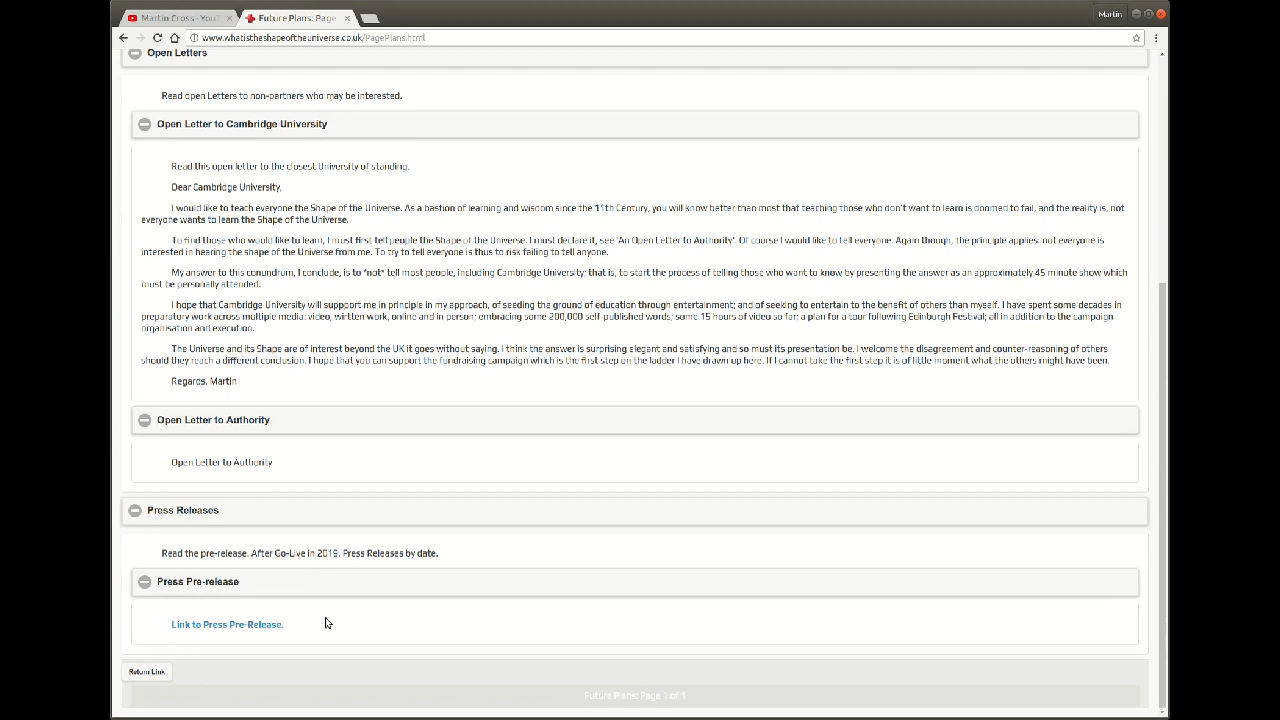 Martin Cross - YouT
Future Plans: Page
Martin
www.whatistheshapeoftheuniverse.co.uk/PagePlans.html
Open Letters
Read open Letters to non-partners who may be interested.
Open Letter to Cambridge University
Read this open letter to the closest University of standing.
Dear Cambridge University,
I would like to teach everyone the Shape of the Universe. As a bastion of learning and wisdom since the 11th Century, you will know better than most that teaching those who don't want to learn is doomed to fail, and the reality is, not
everyone wants to learn the Shape of the Universe.
To find those who would like to learn, I must first tell people the Shape of the Universe. I must declare it, see 'An Open Letter to Authority'. Of course I would like to tell everyone. Again though, the principle applies: not everyone is
interested in hearing the shape of the Universe from me. To try to tell everyone is thus to risk failing to tell anyone.
My answer to this conundrum, I conclude, is to *not* tell most people, including Cambridge University; that is, to start the process of telling those who want to know by presenting the answer as an approximately 45 minute show which
must be personally attended.
I hope that Cambridge University will suppport me in principle in my approach, of seeding the ground of education through entertainment; and of seeking to entertain to the benefit of others than myself. I have spent some decades in
preparatory work across multiple media: video, wirtten work, online and in person; embracing some 200,000 self-published words; some 15 hours of video so far; a plan for a tour following Edinburgh Festival; all in addition to the campaign
organisation and execution.
The Universe and its Shape are of interest beyond the UK it goes without saying. I think the answer is surprising elegant and satisfying and so must its presentation be. I welcome the disagreement and counter-reasoning of others
should they reach a different conclusion. I hope that you can support the fundraising campaign which is the first step on the ladder I have drawn up here. If I cannot take the first step it is of little moment what the others might have been.
Regards, Martin
Open Letter to Authority
Open Letter to Authority
Press Releases
Read the pre-release. After Go-Live in 2019, Press Releases by date.
Press Pre-release
Link to Press Pre-Release.
Return Link
Future Plans: Page 1 of 1